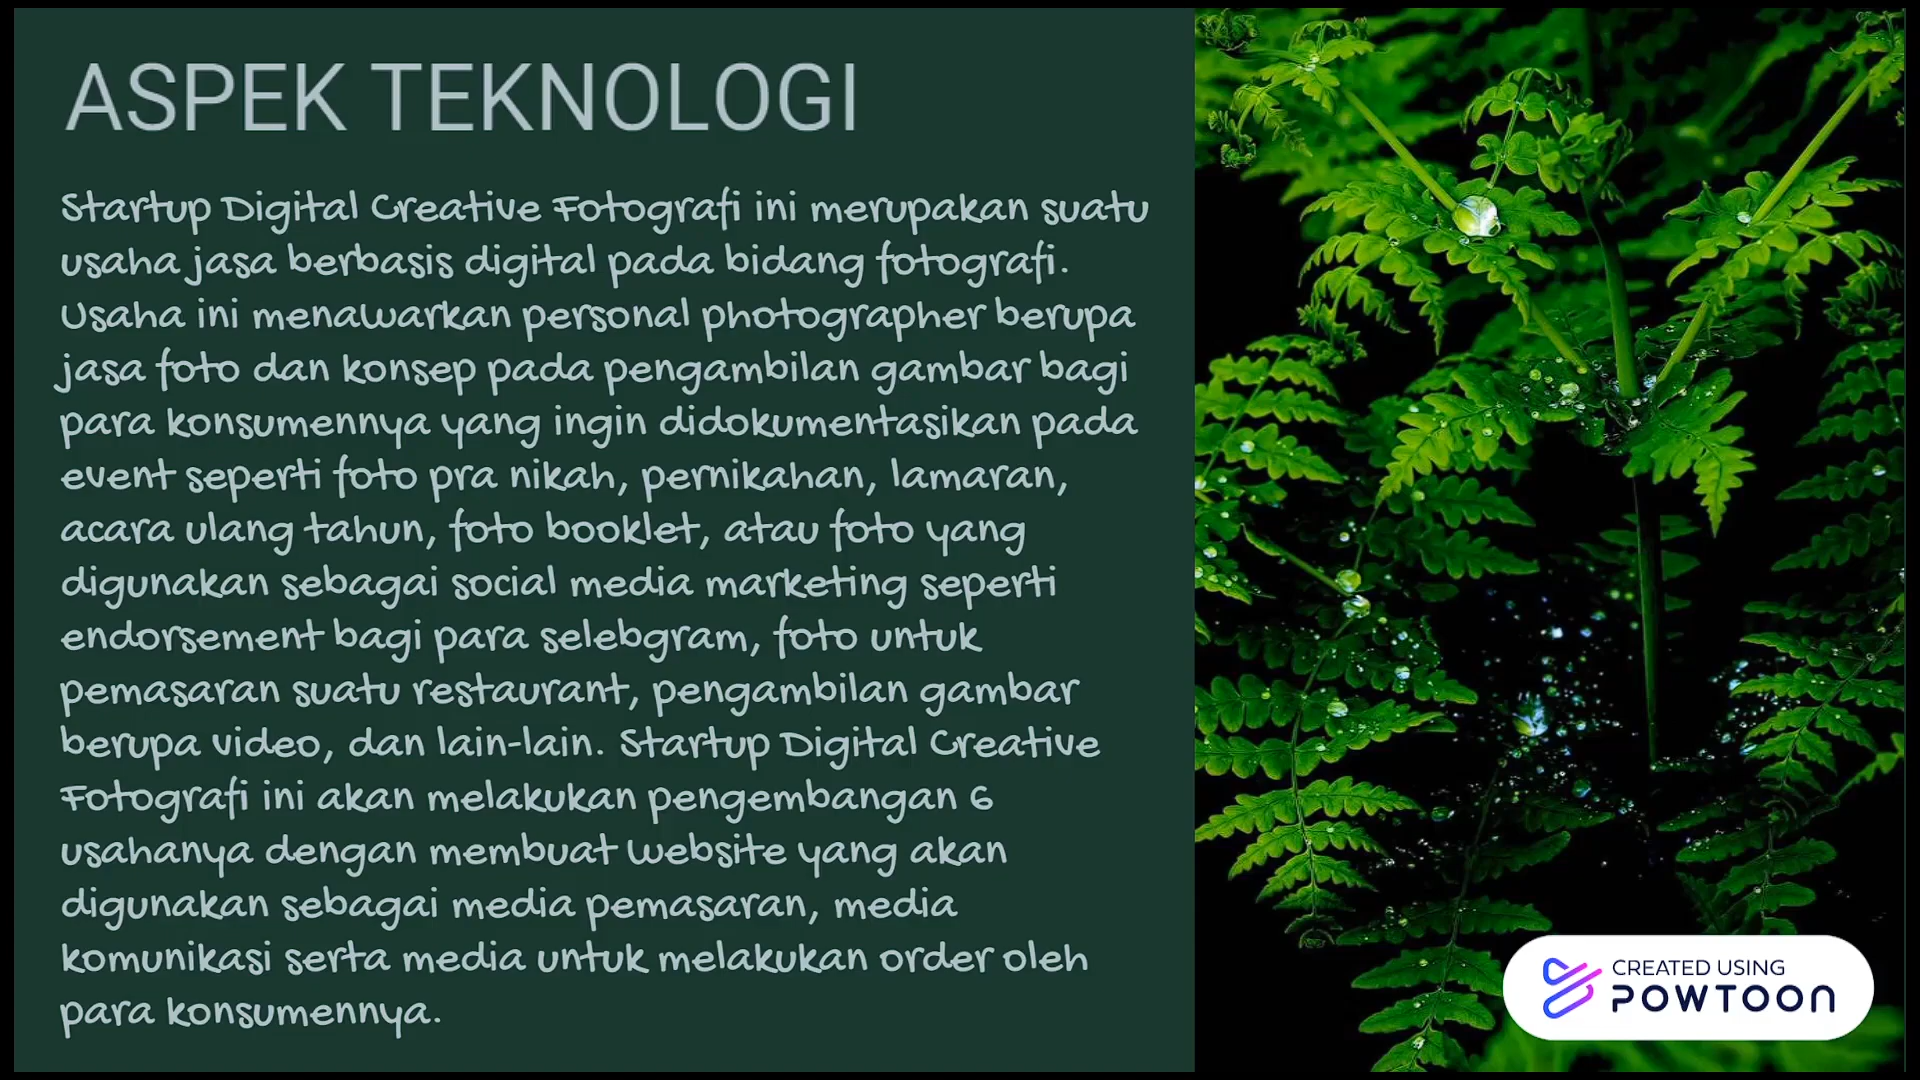 ASPEK TEKNOLOGI
Startup Digital Creative Fotografi ini merupakan suatu
usaha jasa berbasis digital pada bidang fotografi.
Usaha ini menawarkan personal photographer berupa
jasa foto dan konsep pada pengambilan gambar bagi
para konsumennya yang ingin didokumentasikan pada
event seperti foto pra nikah, pernikahan, lamaran,
acara ulang tahun, foto booklet, atau foto yang
digunakan sebagai social media marketing seperti
endorsement bagi para selebgram, foto untuk
pemasaran suatu restaurant, pengambilan gambar
berupa video, dan lain-lain. Startup Digital Creative
Fotografi ini akan melakukan pengembangan 6
usahanya dengan membuat website yang akan
digunakan sebagai media pemasaran, media
komunikasi serta media untuk melakukan order oleh
para konsumennya.
CREATED USING
POWTOON